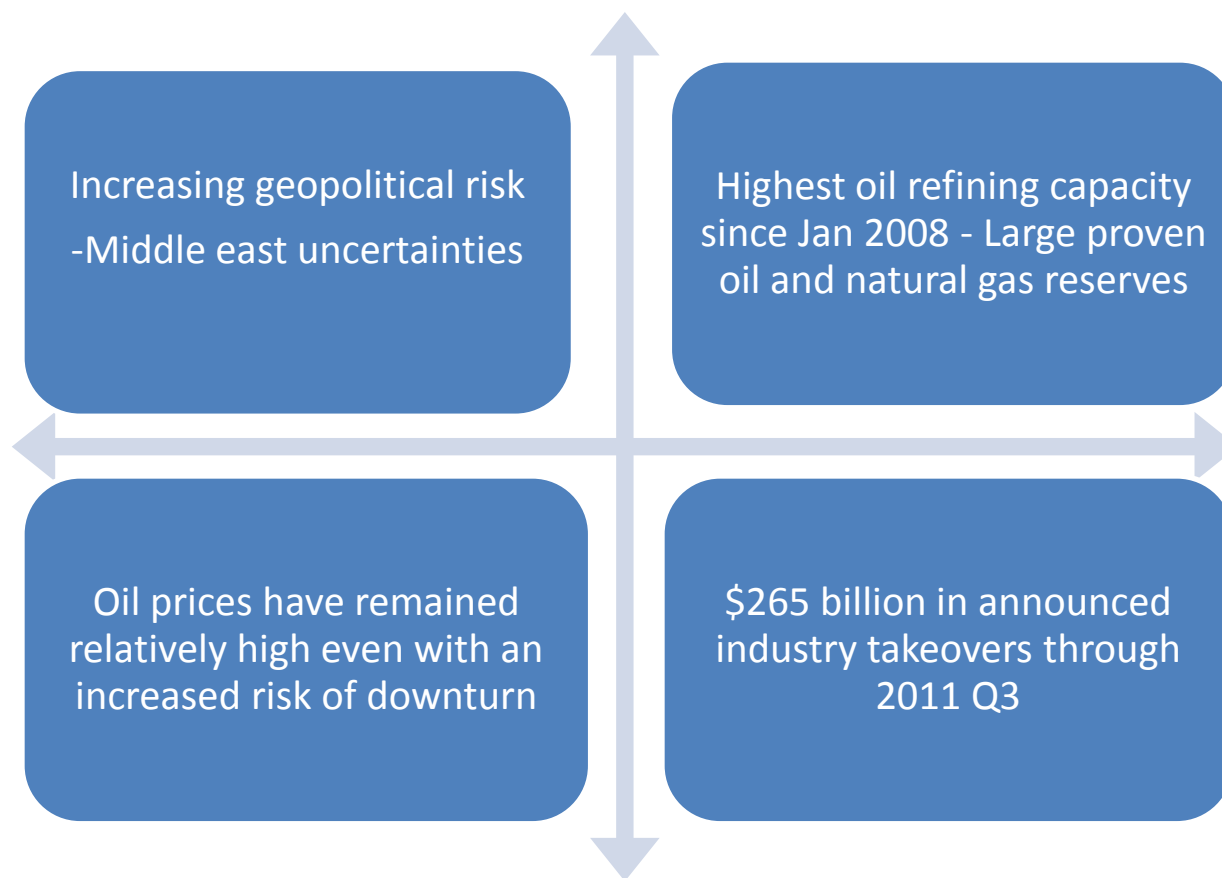 Increasing geopolitical risk
-Middle east uncertainties
Highest oil refining capacity
since Jan 2008 - Large proven
oil and natural gas reserves
Oil prices have remained
relatively high even with an
increased risk of downturn
$265 billion in announced
industry takeovers through
2011 Q3